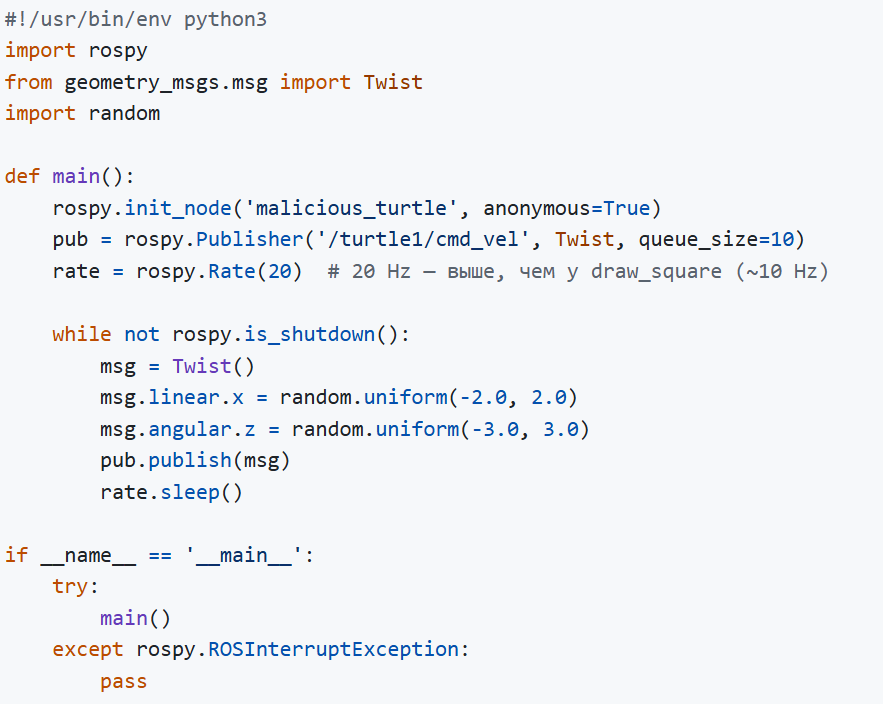 #!/usr/bin/env python3
import rospy
from geometry_msgs.msg import Twist
import random

def main():
    rospy.init_node('malicious_turtle', anonymous=True)
    pub = rospy.Publisher('/turtle1/cmd_vel', Twist, queue_size=10)
    rate = rospy.Rate(20)  # 20 Hz — выше, чем у draw_square (~10 Hz)

    while not rospy.is_shutdown():
        msg = Twist()
        msg.linear.x = random.uniform(-2.0, 2.0)
        msg.angular.z = random.uniform(-3.0, 3.0)
        pub.publish(msg)
        rate.sleep()

if __name__ == '__main__':
    try:
        main()
    except rospy.ROSInterruptException:
        pass